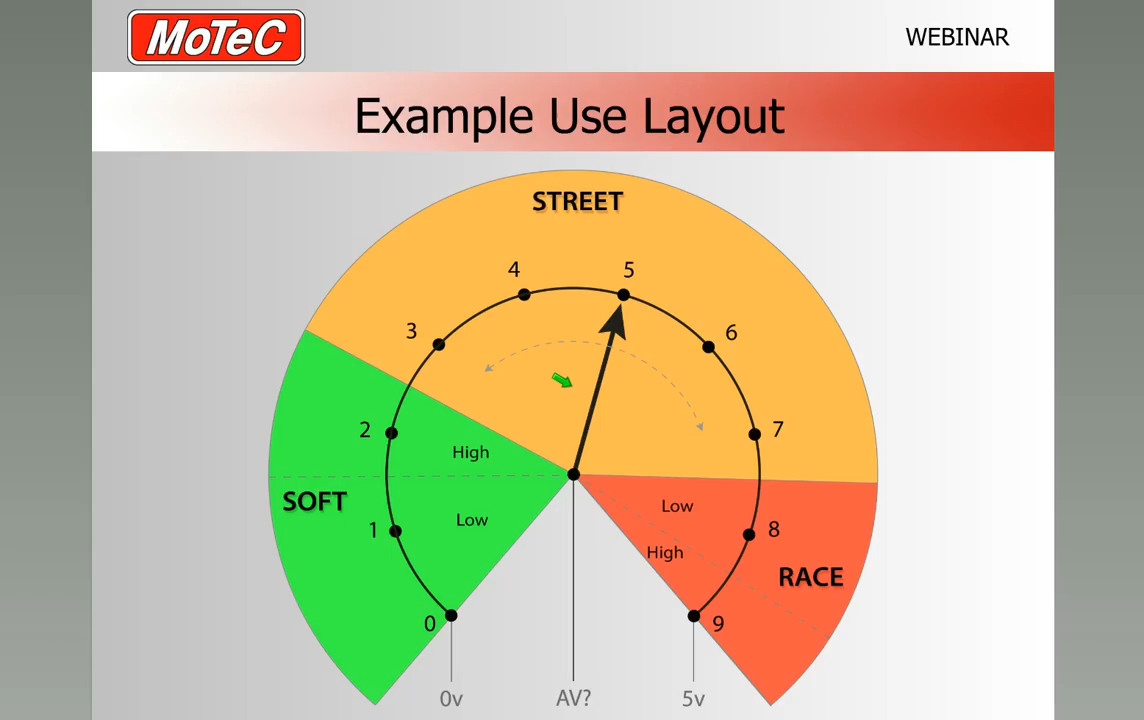 MoTeC
WEBINAR
Example Use Layout
STREET
4
5
3
6
2
7
High
SOFT
Low
Low
1
8
High
RACE
0
9
0v
AV?
5v